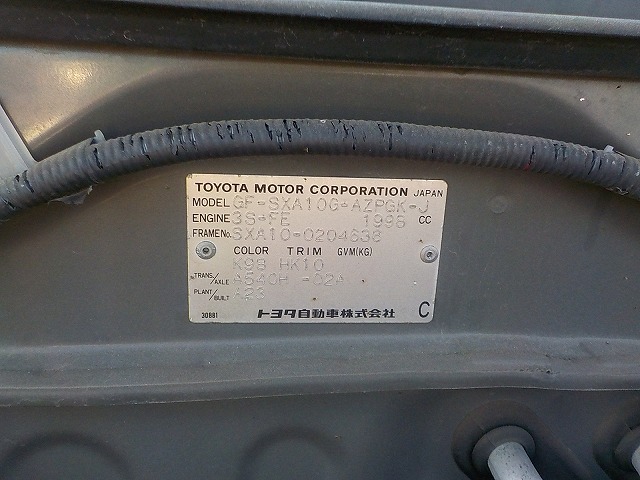 TOYOTA MOTOR CORPORATION JAPAN
MODEL GF-SXA10G-AZPGK-J
ENGINE 3S-FE 1998 CC
FRAME No. SXA10-0204636
COLOR TRIM GVM(KG)
K98 HK10
TRANS./AXLE A540H -02A
PLANT/BUILT A23
30881 トヨタ自動車株式会社 C